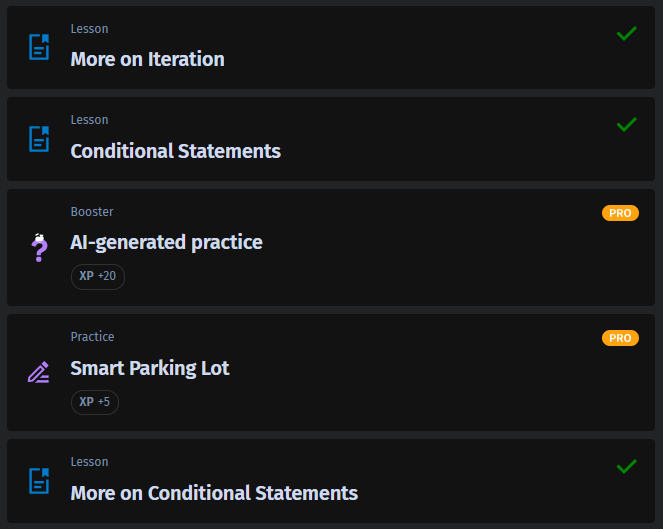 Lesson
More on Iteration
Lesson
Conditional Statements
Booster
PRO
AI-generated practice
XP +20
Practice
PRO
Smart Parking Lot
XP +5
Lesson
More on Conditional Statements